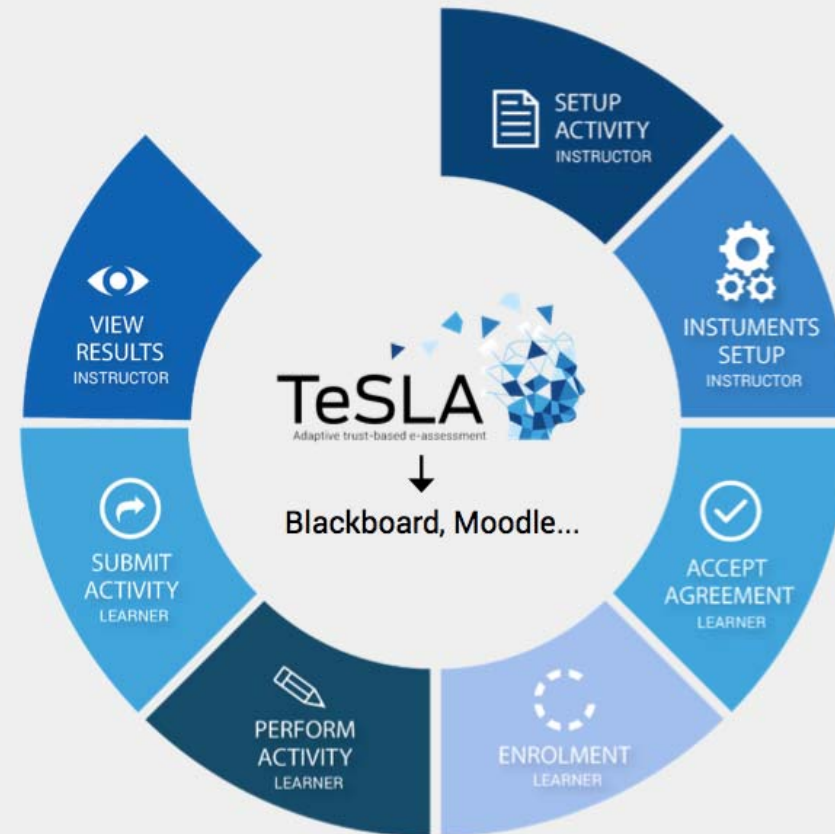 SETUP
ACTIVITY
INSTRUCTOR
INSTUMENTS
SETUP
INSTRUCTOR
ACCEPT
AGREEMENT
LEARNER
ENROLMENT
LEARNER
PERFORM
ACTIVITY
LEARNER
SUBMIT
ACTIVITY
LEARNER
VIEW
RESULTS
INSTRUCTOR
TeSLA
Adaptive trust-based e-assessment
Blackboard, Moodle...